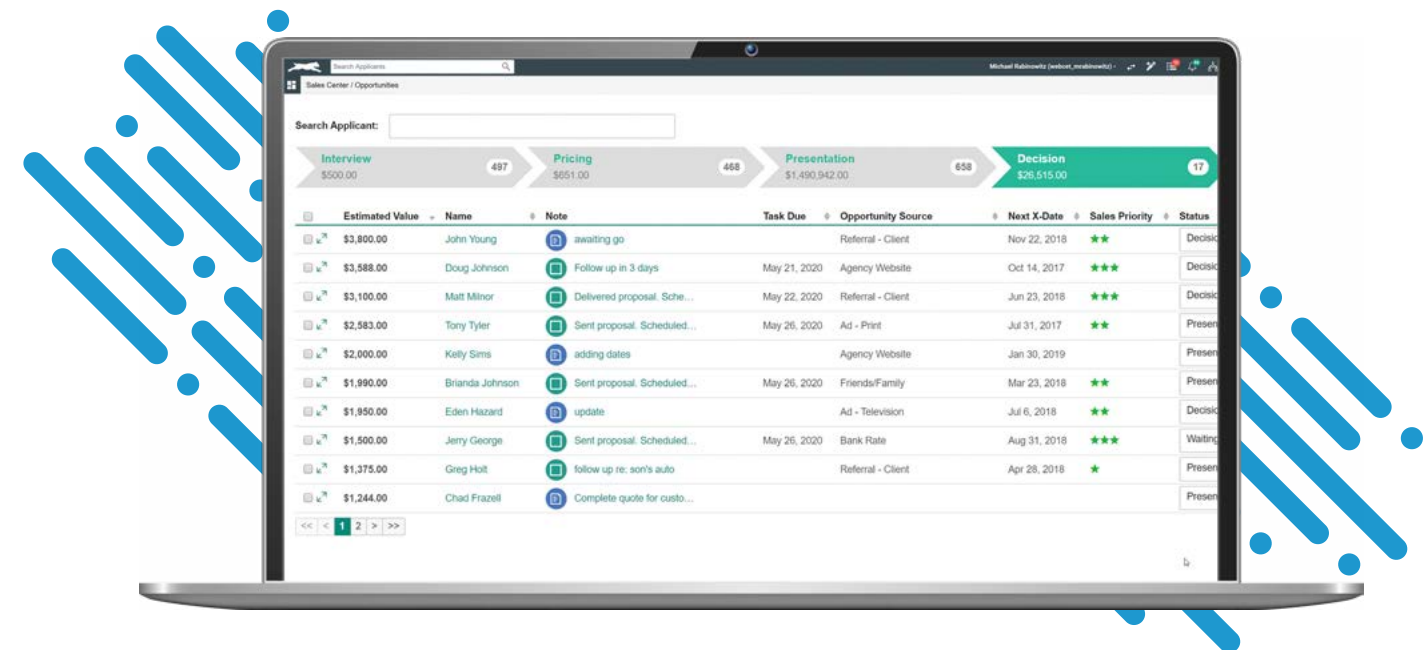 Search Applicants
Michael Rabinowitz (webcet_mrabinowitz) -
Sales Center / Opportunities
Search Applicant:
Interview 497 Pricing 468 Presentation 658 Decision 17
$500.00 $651.00 $1,490,942.00 $26,515.00
Estimated Value Name Note Task Due Opportunity Source Next X-Date Sales Priority Status
$3,800.00 John Young awaiting go Referral - Client Nov 22, 2018 Decisic
$3,588.00 Doug Johnson Follow up in 3 days May 21, 2020 Agency Website Oct 14, 2017 Decisic
$3,100.00 Matt Milnor Delivered proposal. Sche... May 22, 2020 Referral - Client Jun 23, 2018 Decisic
$2,583.00 Tony Tyler Sent proposal. Scheduled... May 26, 2020 Ad - Print Jul 31, 2017 Presen
$2,000.00 Kelly Sims adding dates Agency Website Jan 30, 2019 Presen
$1,990.00 Brianda Johnson Sent proposal. Scheduled... May 26, 2020 Friends/Family Mar 23, 2018 Presen
$1,950.00 Eden Hazard update Ad - Television Jul 6, 2018 Decisic
$1,500.00 Jerry George Sent proposal. Scheduled... May 26, 2020 Bank Rate Aug 31, 2018 Waiting
$1,375.00 Greg Holt follow up re: son's auto Referral - Client Apr 28, 2018 Presen
$1,244.00 Chad Frazell Complete quote for custo... Presen
<< < 1 2 > >>